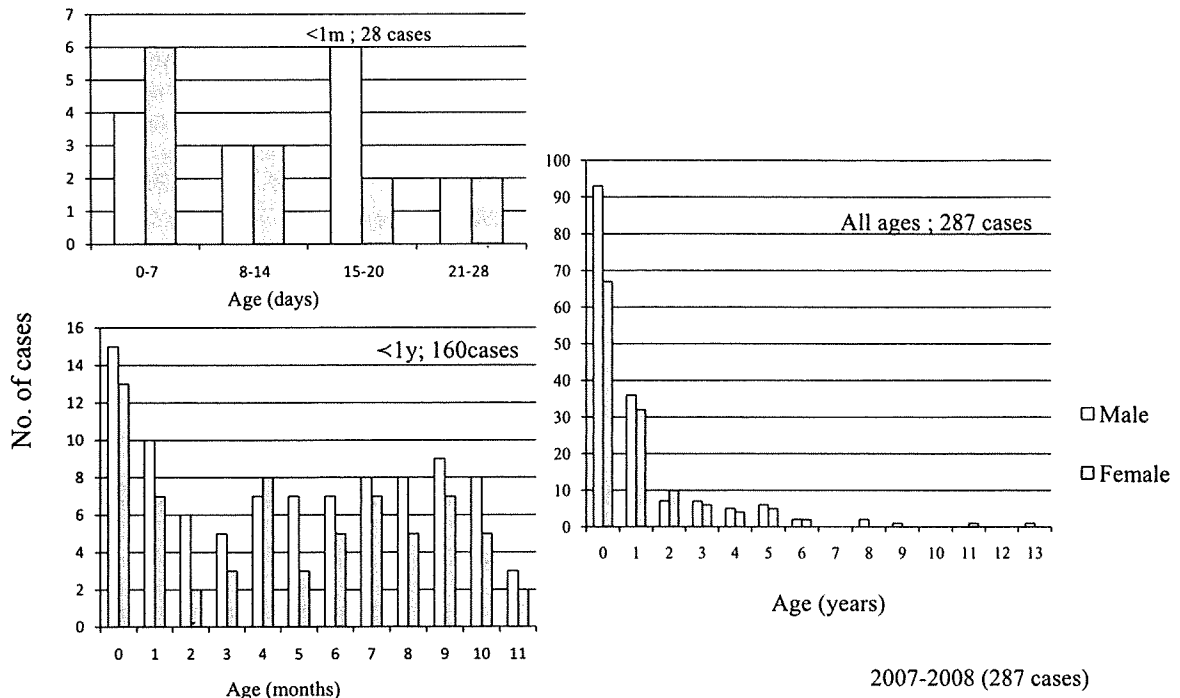 7
<1m ; 28 cases
6
5
4
3
2
1
0
0-7 8-14 15-20 21-28
Age (days)
No. of cases
16
<1y; 160cases
14
12
10
8
6
4
2
0
0 1 2 3 4 5 6 7 8 9 10 11
Age (months)
100
90
All ages ; 287 cases
80
70
60
50
40
30
20
10
0
0 1 2 3 4 5 6 7 8 9 10 11 12 13
Age (years)
Male
Female
2007-2008 (287 cases)